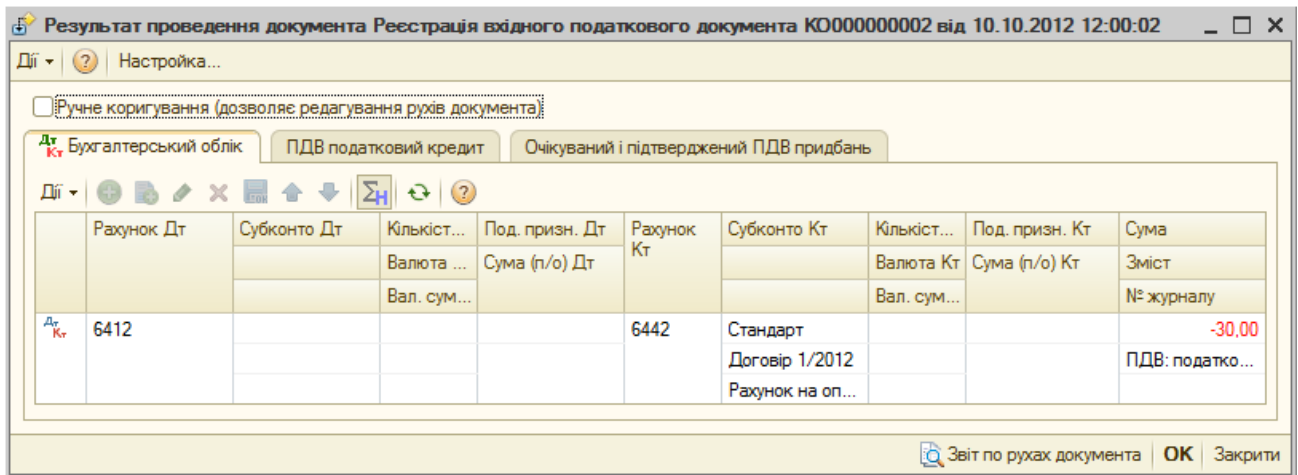 Результат проведення документа Реєстрація вхідного податкового документа КО000000002 від 10.10.2012 12:00:02
Дії Настройка...
Ручне коригування (дозволяє редагування рухів документа)
Дт Кт Бухгалтерський облік ПДВ податковий кредит Очікуваний і підтверджений ПДВ придбань
Дії
Рахунок Дт Субконто Дт Кількіст... Под. призн. Дт Рахунок Кт Субконто Кт Кількіст... Под. призн. Кт Сума
Валюта ... Сума (п/о) Дт Валюта Кт Сума (п/о) Кт Зміст
Вал. сум... Вал. сум... № журналу
Дт Кт 6412 6442 Стандарт -30,00
Договір 1/2012 ПДВ: податко...
Рахунок на оп...
Звіт по рухах документа OK Закрити